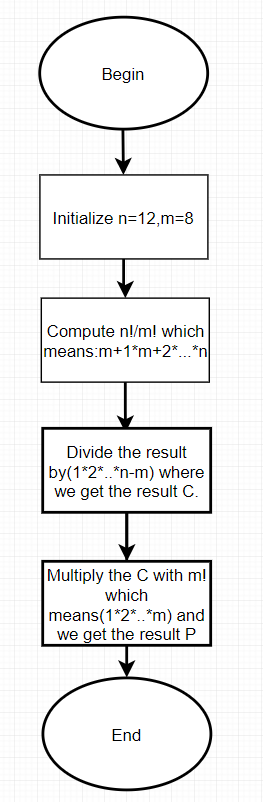 Begin
Initialize n=12,m=8
Compute n!/m! which
means:m+1*m+2*...*n
Divide the result
by(1*2*..*n-m) where
we get the result C.
Multiply the C with m!
which
means(1*2*..*m) and
we get the result P
End